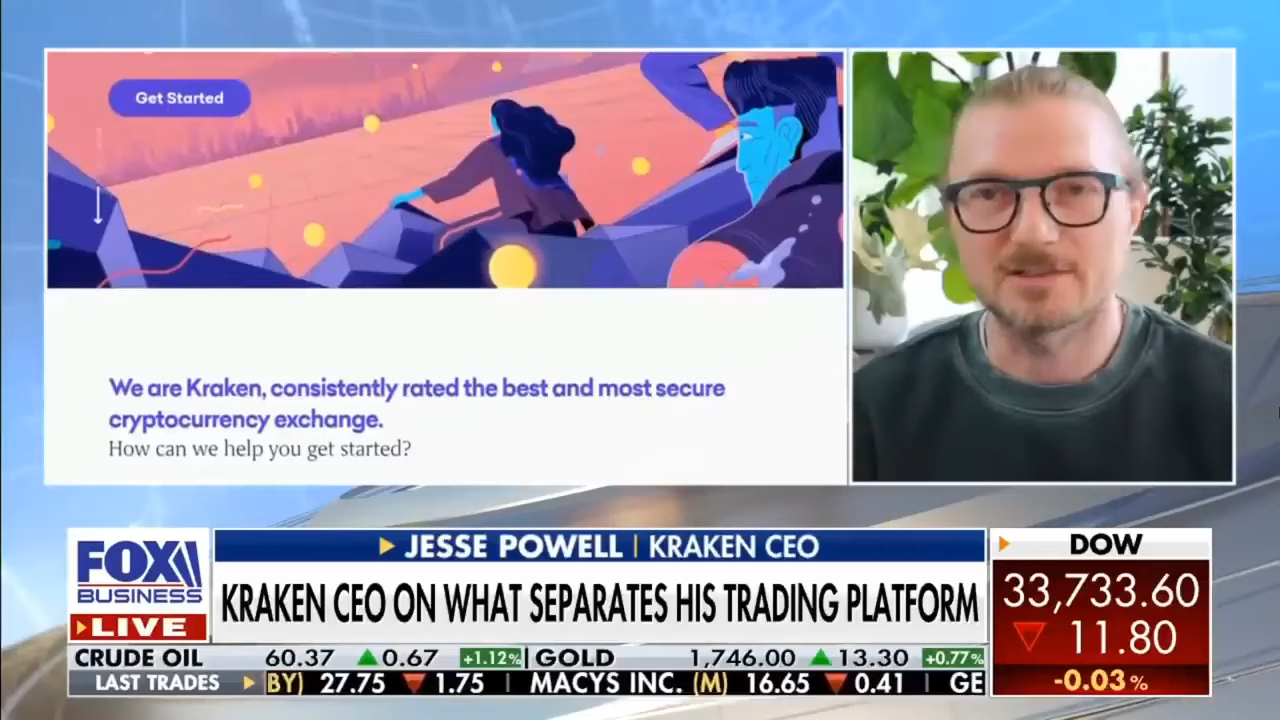 Get Started
We are Kraken, consistently rated the best and most secure
cryptocurrency exchange.
How can we help you get started?
JESSE POWELL | KRAKEN CEO
KRAKEN CEO ON WHAT SEPARATES HIS TRADING PLATFORM
FOX
BUSINESS
LIVE
DOW
33,733.60
11.80
-0.03%
CRUDE OIL 60.37 0.67 +1.12% GOLD 1,746.00 13.30 +0.77%
LAST TRADES BY) 27.75 1.75 | MACYS INC. (M) 16.65 0.41 | GE